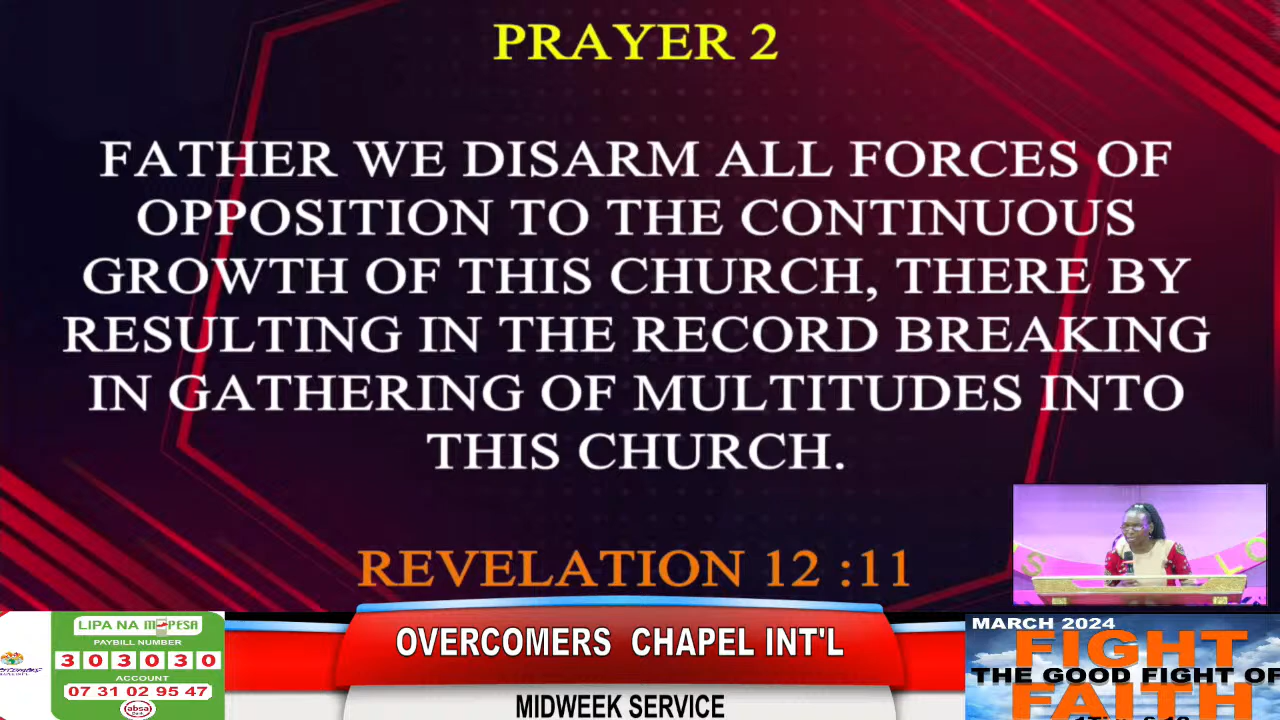 PRAYER 2
FATHER WE DISARM ALL FORCES OF
OPPOSITION TO THE CONTINUOUS
GROWTH OF THIS CHURCH, THERE BY
RESULTING IN THE RECORD BREAKING
IN GATHERING OF MULTITUDES INTO
THIS CHURCH.
REVELATION 12 :11
LIPA NA M-PESA
PAYBILL NUMBER
303030
ACCOUNT
07 31 02 95 47
absa
OVERCOMERS CHAPEL INT'L
MIDWEEK SERVICE
MARCH 2024
FIGHT
THE GOOD FIGHT OF
FAITH